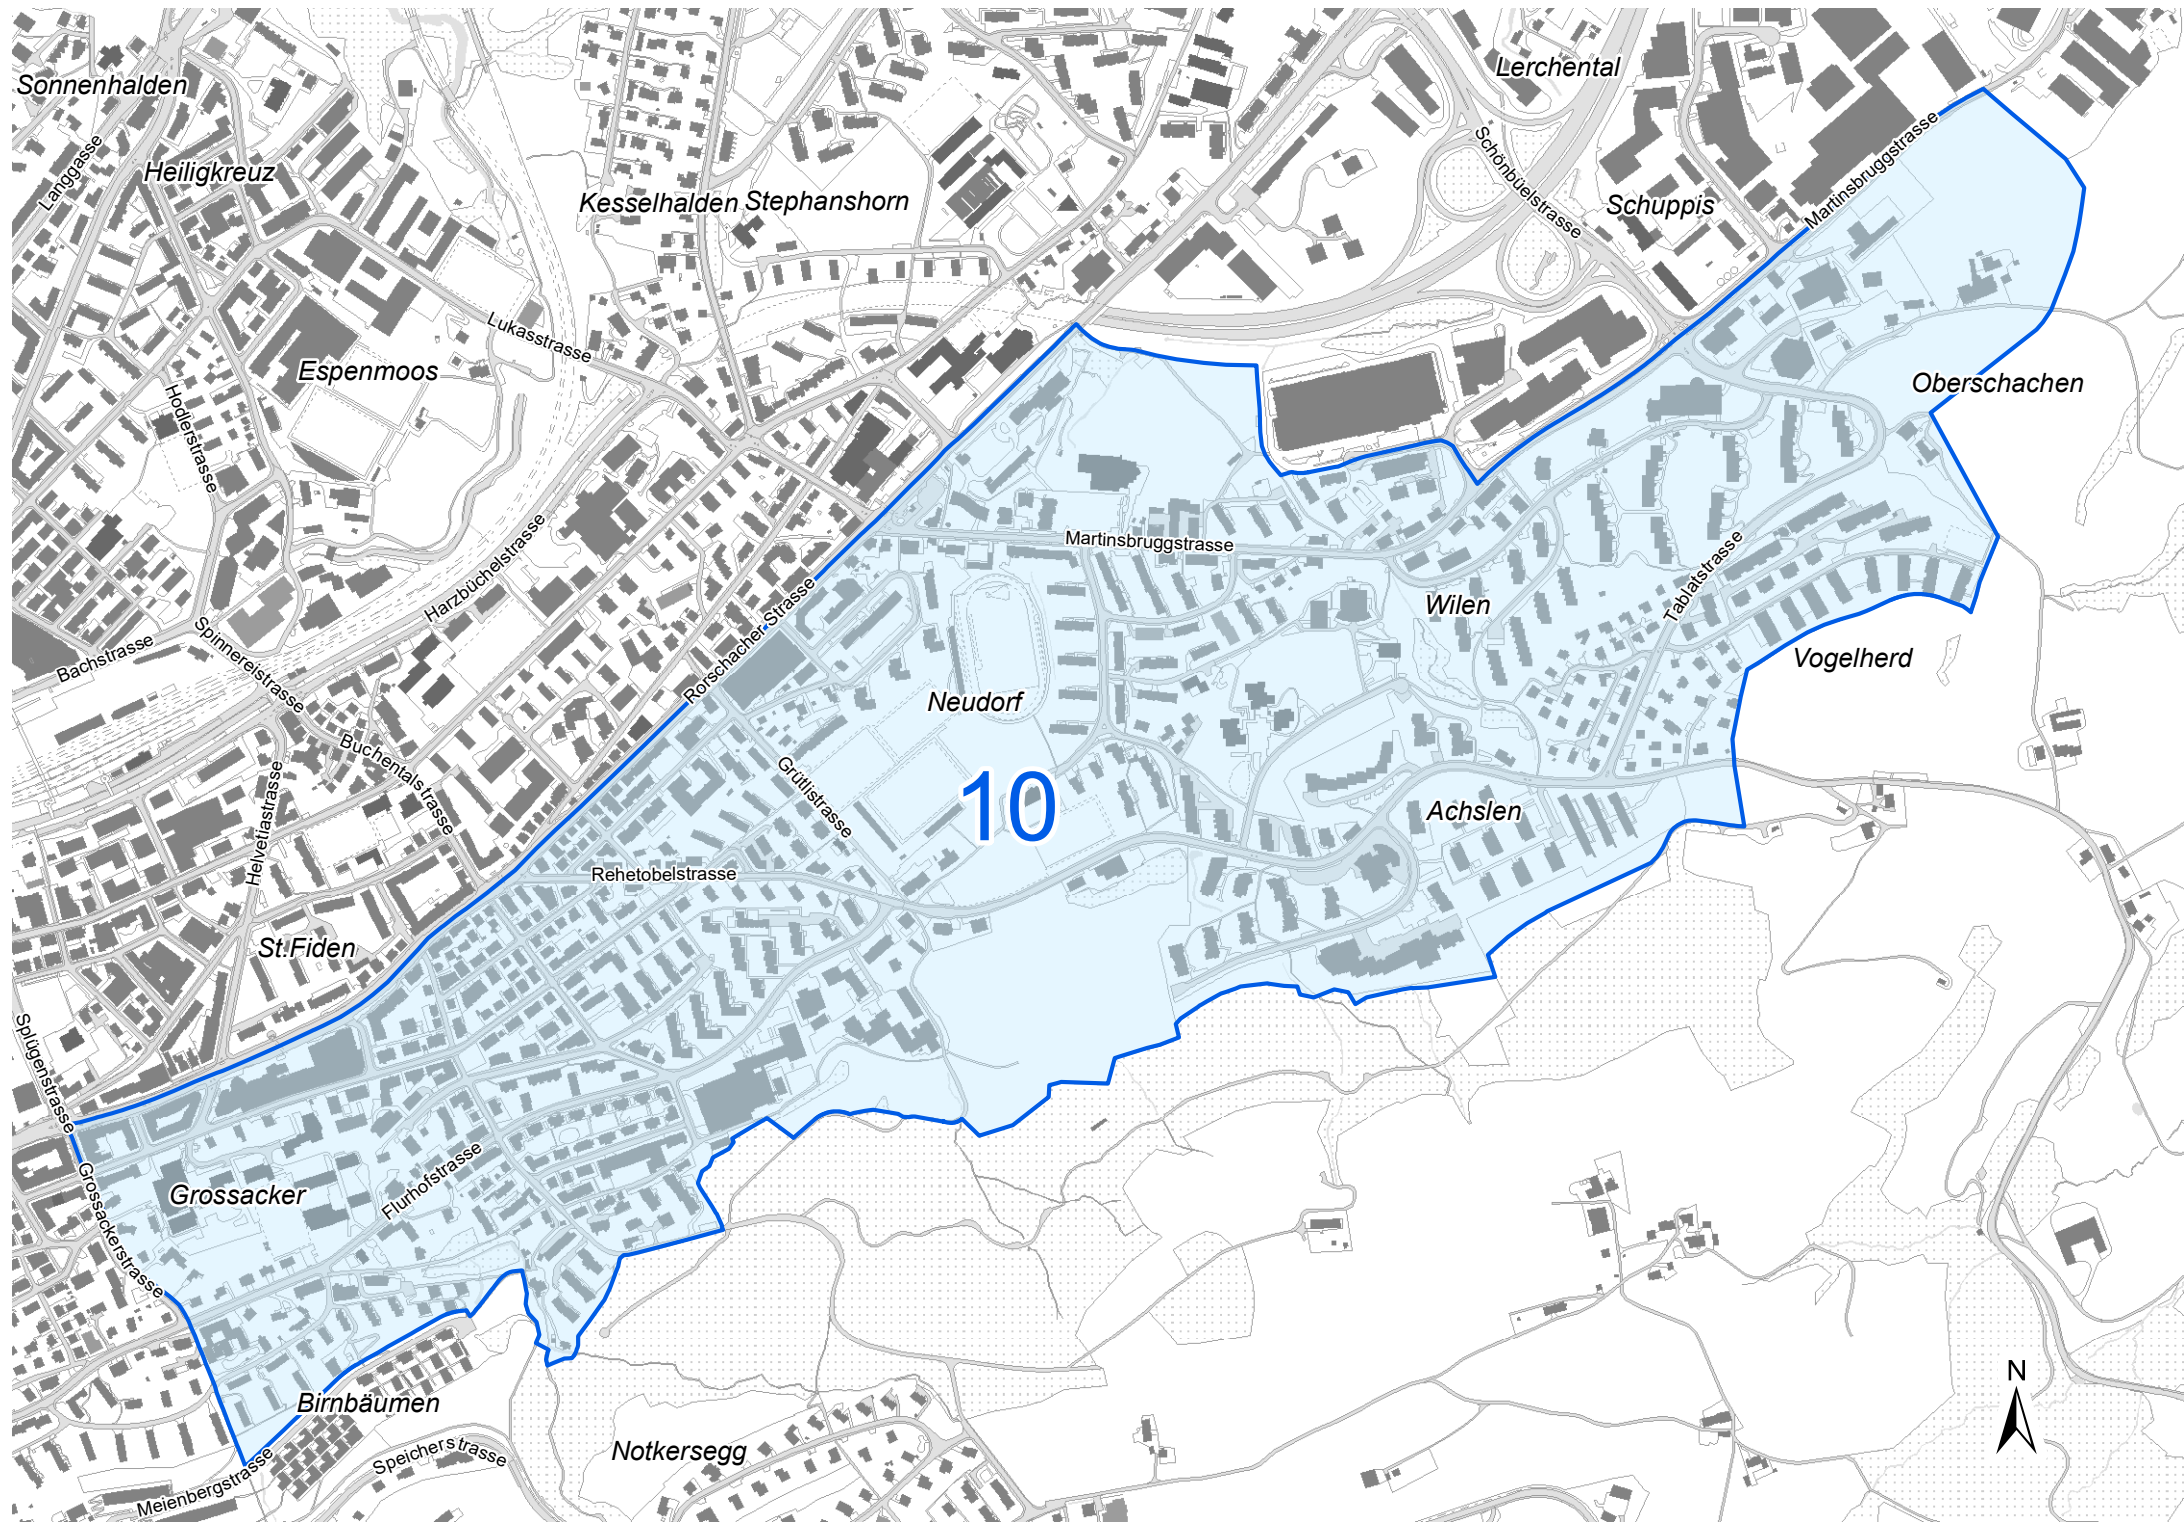 Lerchental
Sonnenhalden
Langgasse
Heiligkreuz
Kesselhalden
Stephanshorn
Schönbüelstrasse
Schuppis
Martinsbruggstrasse
Lukasstrasse
Espenmoos
Hodlerstrasse
Oberschachen
Harzbüchelstrasse
Martinsbruggstrasse
Tablatstrasse
Wilen
Rorschacher Strasse
Bachstrasse
Spinnereistrasse
Vogelherd
Neudorf
Buchentalstrasse
Helvetiastrasse
Grütlistrasse
10
Achslen
Rehetobelstrasse
St.Fiden
Splügenstrasse
Grossacker
Flurhofstrasse
Grossackerstrasse
Birnbäumen
N
Notkersegg
Speicherstrasse
Meienbergstrasse